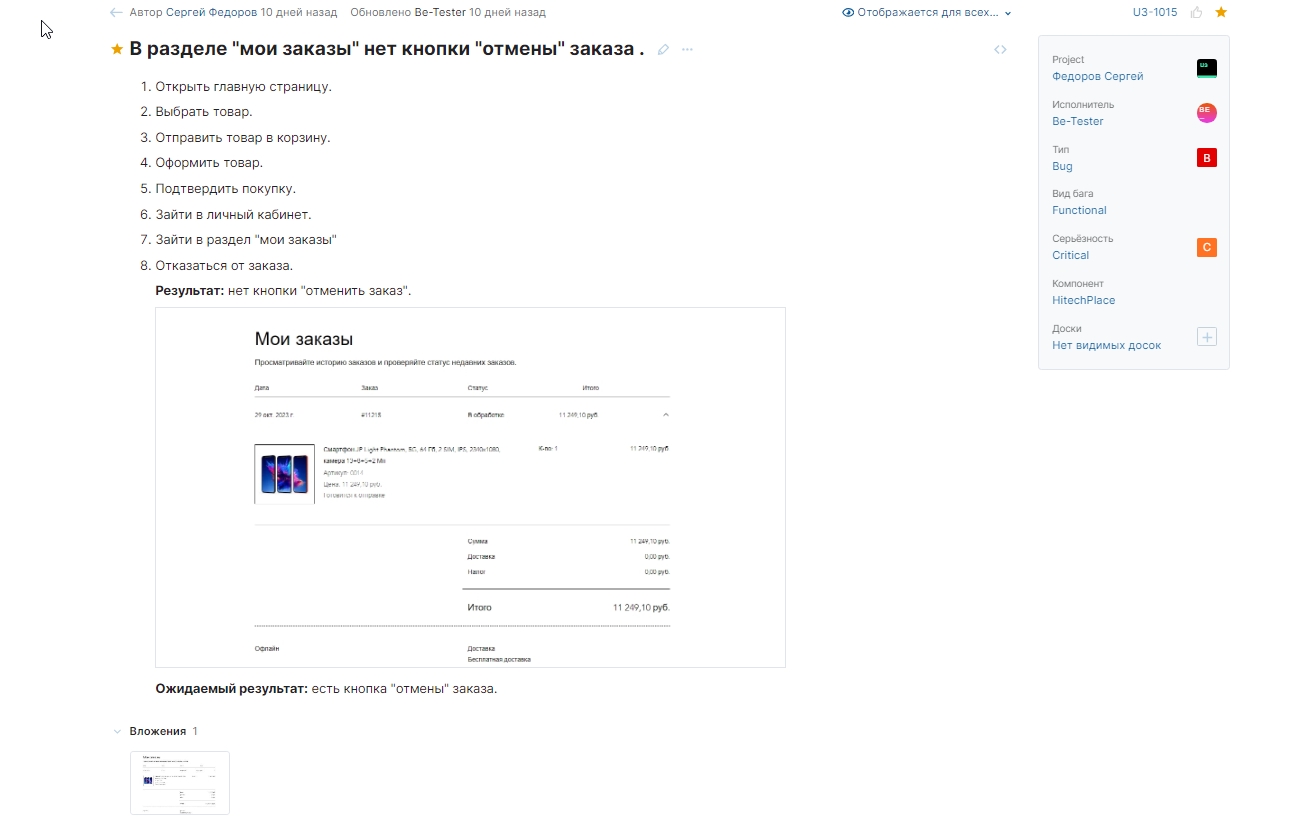 Автор Сергей Федоров 10 дней назад Обновлено Be-Tester 10 дней назад
Отображается для всех...
U3-1015
В разделе "мои заказы" нет кнопки "отмены" заказа .
1. Открыть главную страницу.
2. Выбрать товар.
3. Отправить товар в корзину.
4. Оформить товар.
5. Подтвердить покупку.
6. Зайти в личный кабинет.
7. Зайти в раздел "мои заказы"
8. Отказаться от заказа.
Результат: нет кнопки "отменить заказ".
Мои заказы
Просматривайте историю заказов и проверяйте статус недавних заказов.
Дата Заказ Статус Итого
29 окт. 2023 г. #11218 В обработке 11 249,10 руб.
Смартфон JP Light Phantom, 5G, 64 ГБ, 2 SIM, IPS, 2340x1080, К-во: 1 11 249,10 руб.
камера 13+8+5+2 Мп
Артикул: 0014
Цена: 11 249,10 руб.
Готовится к отправке
Сумма 11 249,10 руб.
Доставка 0,00 руб.
Налог 0,00 руб.
Итого 11 249,10 руб.
Офлайн Доставка
Бесплатная доставка
Ожидаемый результат: есть кнопка "отмены" заказа.
Вложения 1
Project
Федоров Сергей
U3
Исполнитель
Be-Tester
BE
Тип
Bug
B
Вид бага
Functional
Серьёзность
Critical
C
Компонент
HitechPlace
Доски
Нет видимых досок